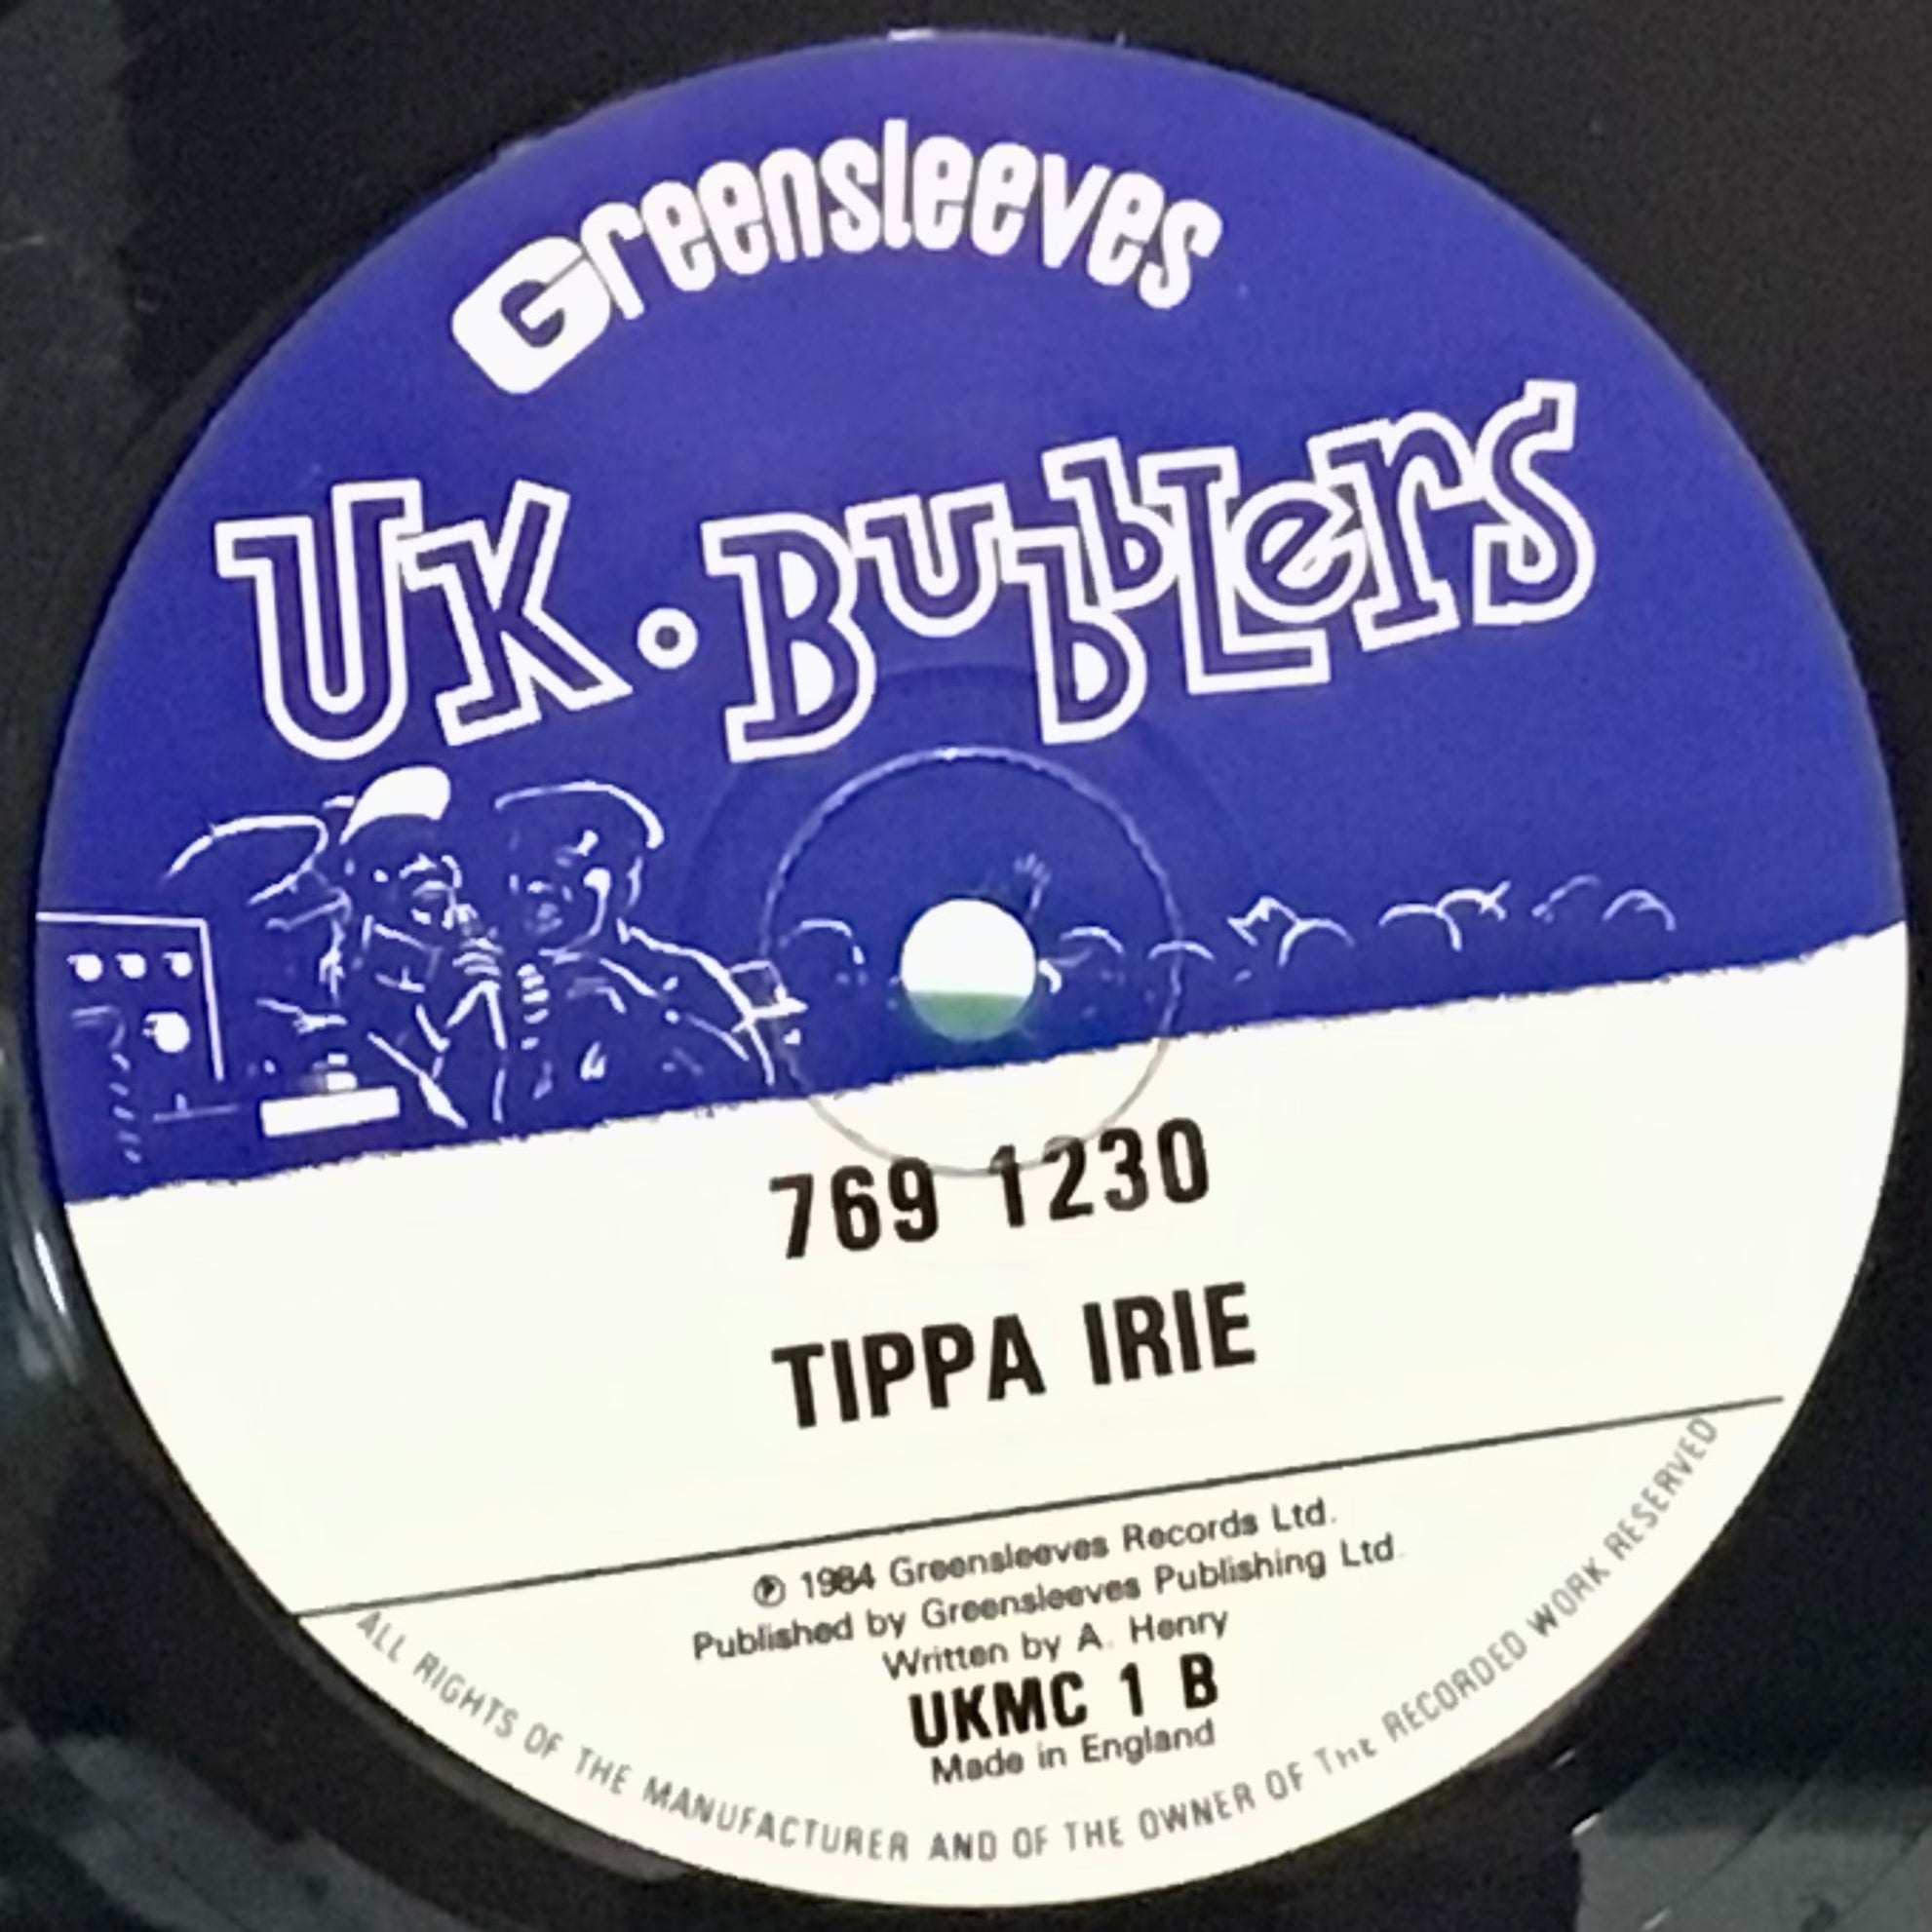 Greensleeves
UK · Bubblers
769 1230
TIPPA IRIE
℗ 1984 Greensleeves Records Ltd.
Published by Greensleeves Publishing Ltd.
Written by A. Henry
UKMC 1 B
Made in England
ALL RIGHTS OF THE MANUFACTURER AND OF THE OWNER OF The RECORDED WORK RESERVED